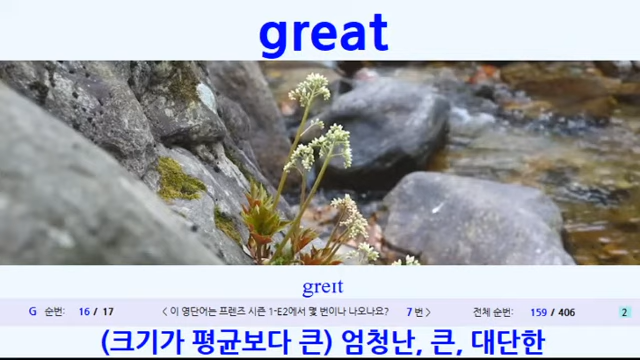 great
greɪt
G 순번: 16 / 17 < 이 영단어는 프렌즈 시즌 1-E2에서 몇 번이나 나오나요? 7 번 > 전체 순번: 159 / 406 2
(크기가 평균보다 큰) 엄청난, 큰, 대단한